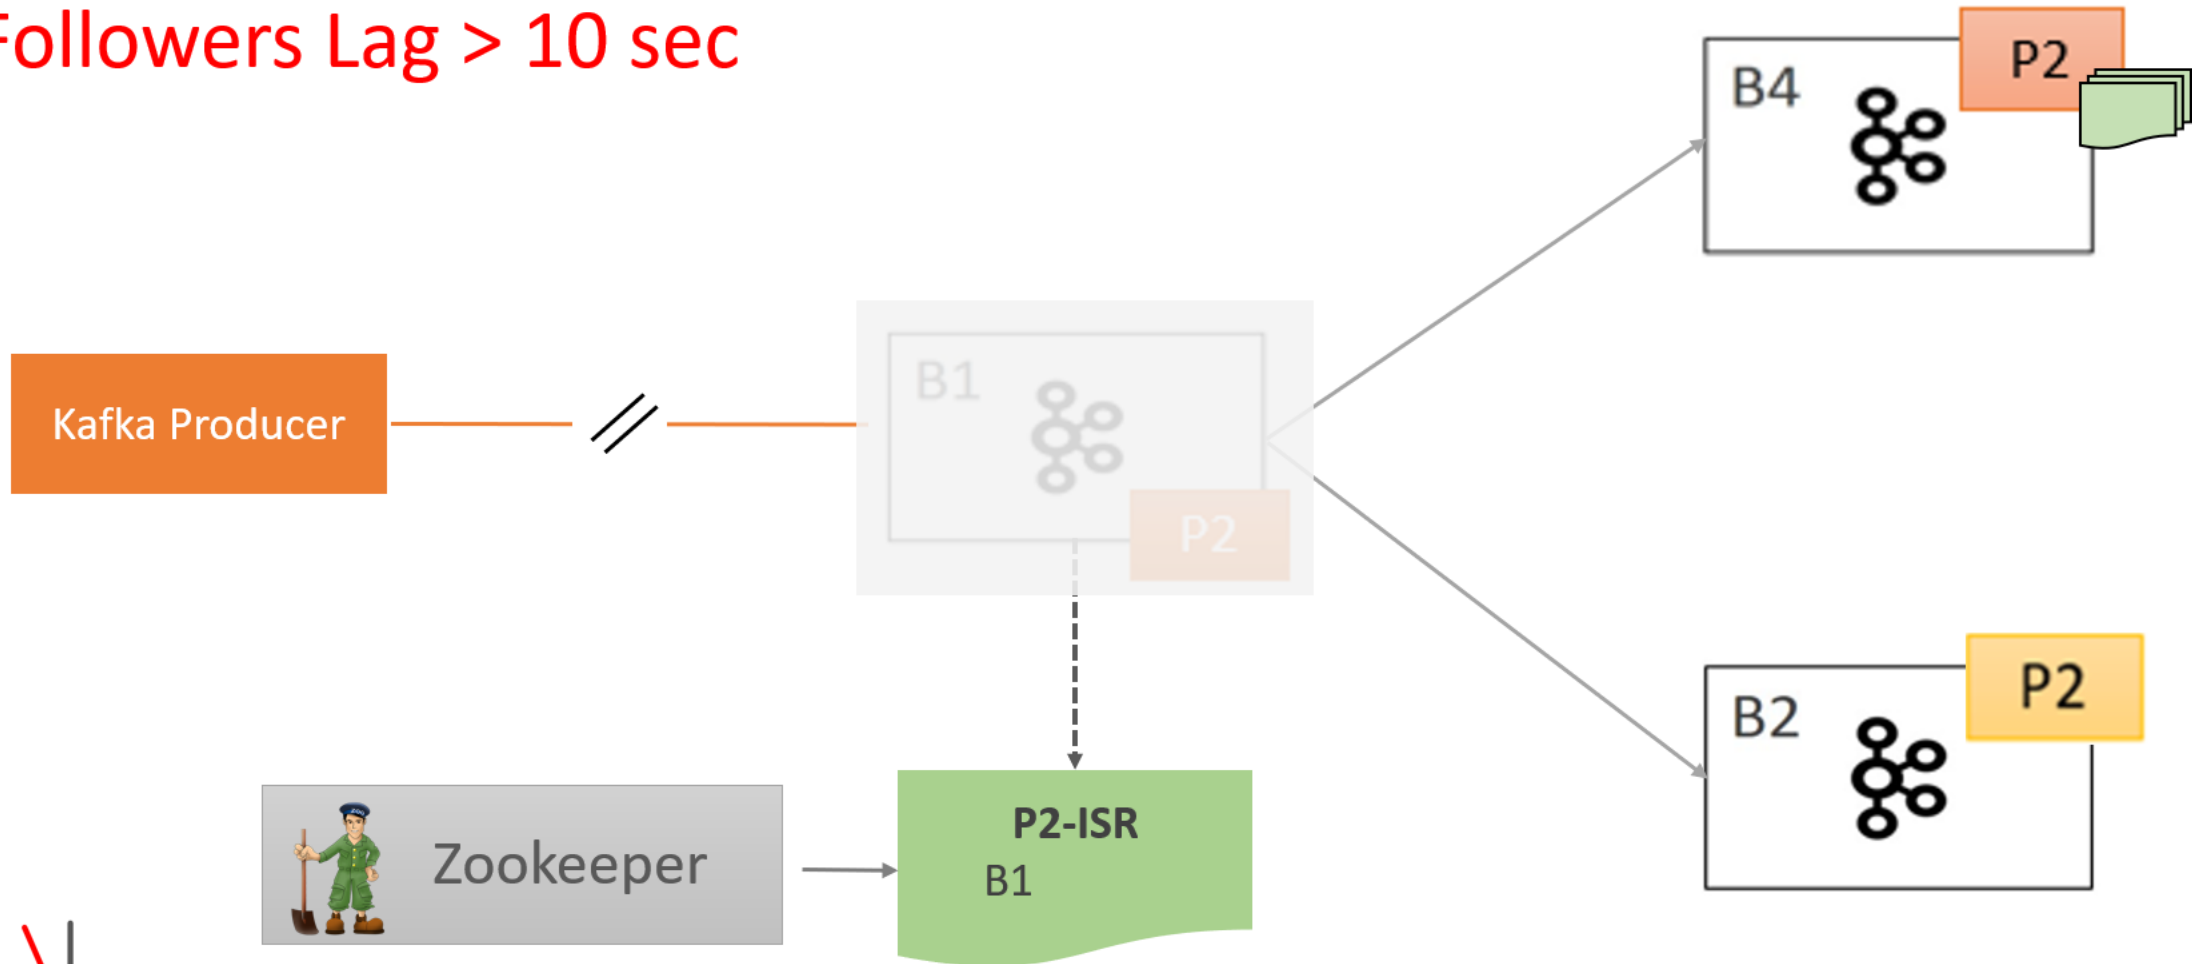 Followers Lag > 10 sec
B4
P2
Kafka Producer
B1
P2
B2
P2
Zookeeper
P2-ISR
B1